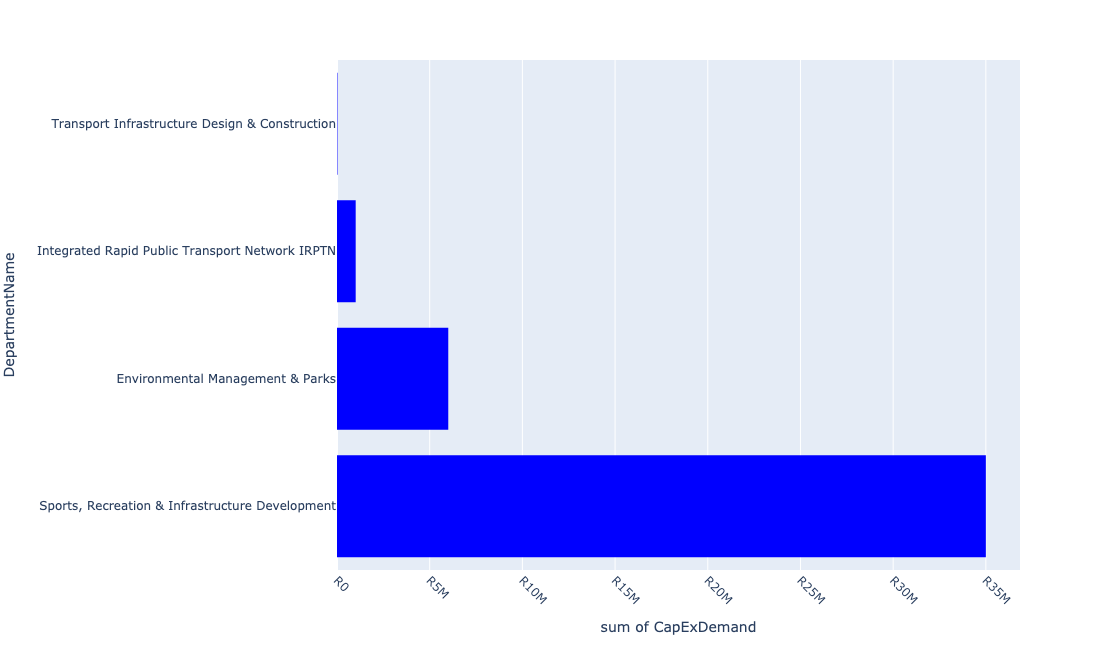 Transport Infrastructure Design & Construction
Integrated Rapid Public Transport Network IRPTN
Environmental Management & Parks
Sports, Recreation & Infrastructure Development
DepartmentName
R0
R5M
R10M
R15M
R20M
R25M
R30M
R35M
sum of CapExDemand